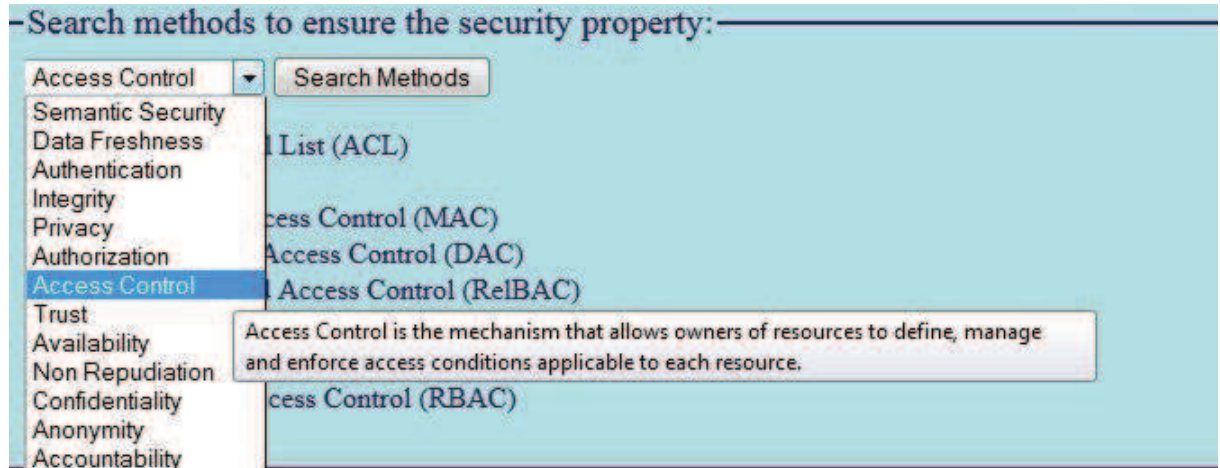 Search methods to ensure the security property:
Access Control Search Methods
Semantic Security
Data Freshness
List (ACL)
Authentication
Integrity
Privacy
cess Control (MAC)
Authorization
Access Control (DAC)
Access Control
Access Control (RelBAC)
Trust
Access Control is the mechanism that allows owners of resources to define, manage
and enforce access conditions applicable to each resource.
Availability
Non Repudiation
Confidentiality
cess Control (RBAC)
Anonymity
Accountability